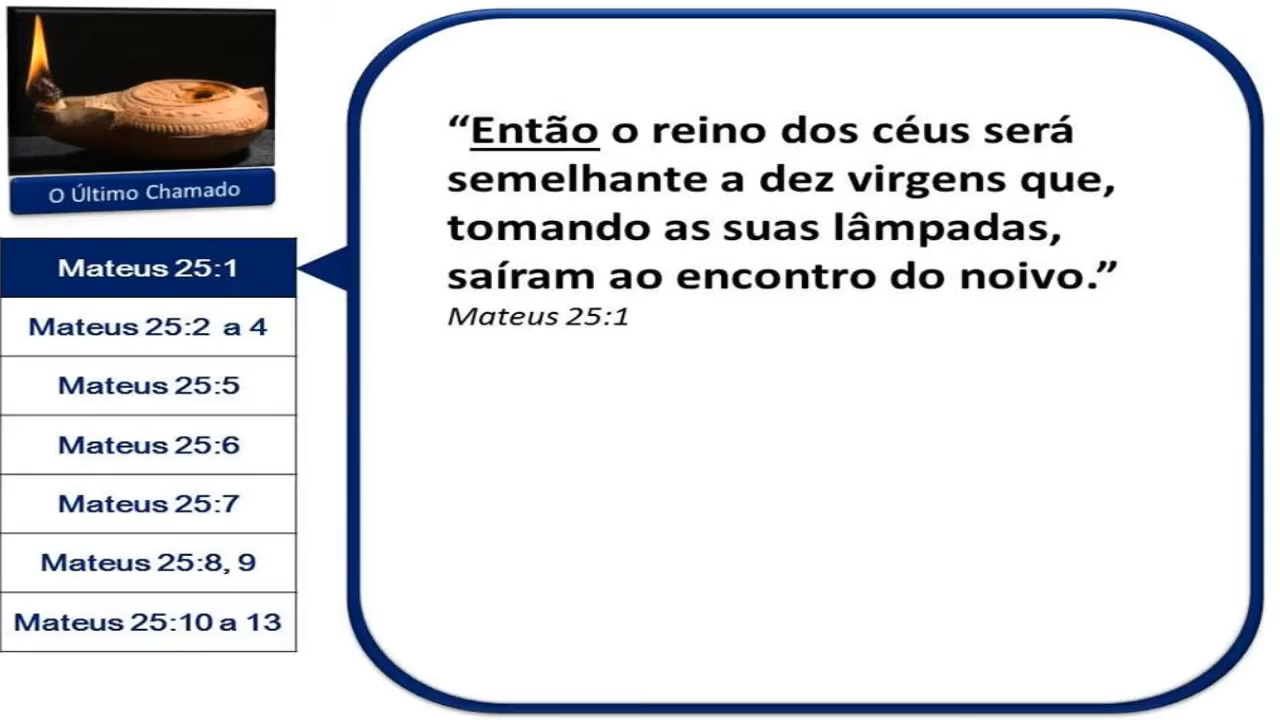 O Último Chamado
Mateus 25:1
Mateus 25:2 a 4
Mateus 25:5
Mateus 25:6
Mateus 25:7
Mateus 25:8, 9
Mateus 25:10 a 13
“Então o reino dos céus será
semelhante a dez virgens que,
tomando as suas lâmpadas,
saíram ao encontro do noivo.”
Mateus 25:1